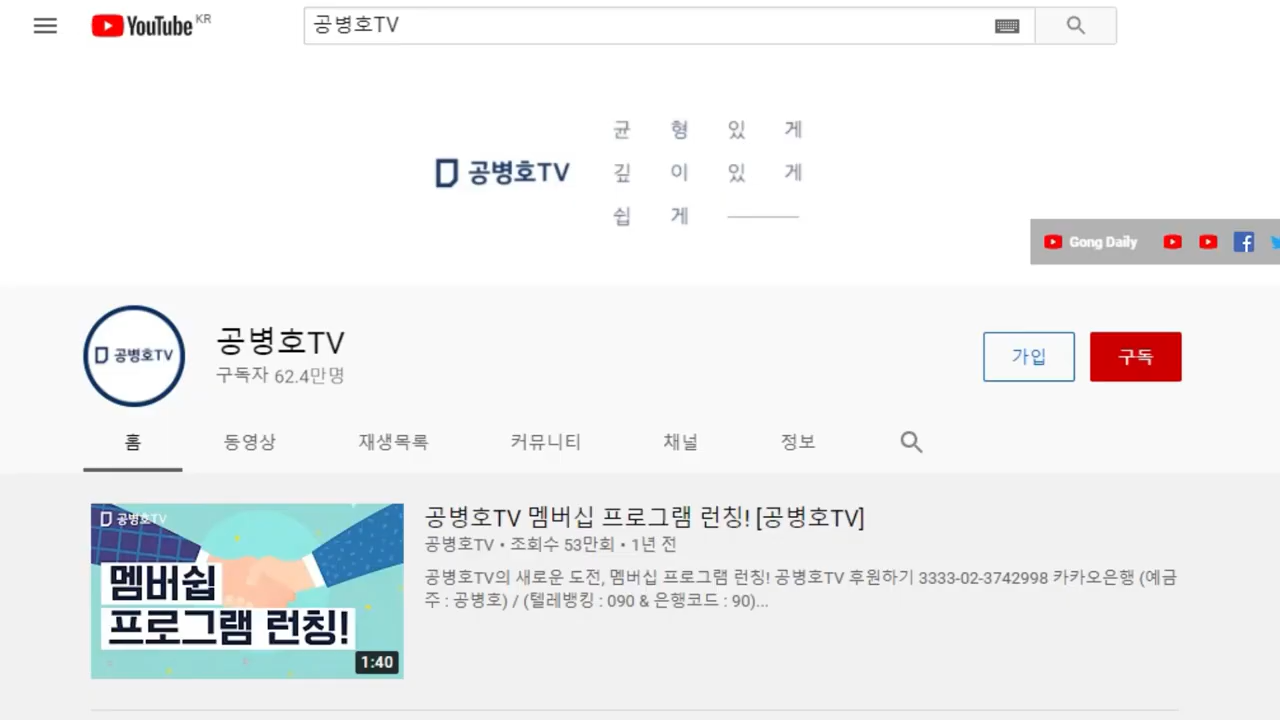 YouTube KR
공병호TV
균 형 있 게
공병호TV
깊 이 있 게
쉽 게
Gong Daily
공병호TV
공병호TV
구독자 62.4만명
가입
구독
홈
동영상
재생목록
커뮤니티
채널
정보
공병호TV
멤버쉽
프로그램 런칭!
1:40
공병호TV 멤버십 프로그램 런칭! [공병호TV]
공병호TV • 조회수 53만회 • 1년 전
공병호TV의 새로운 도전, 멤버십 프로그램 런칭! 공병호TV 후원하기 3333-02-3742998 카카오은행 (예금
주 : 공병호) / (텔레뱅킹 : 090 & 은행코드 : 90)...